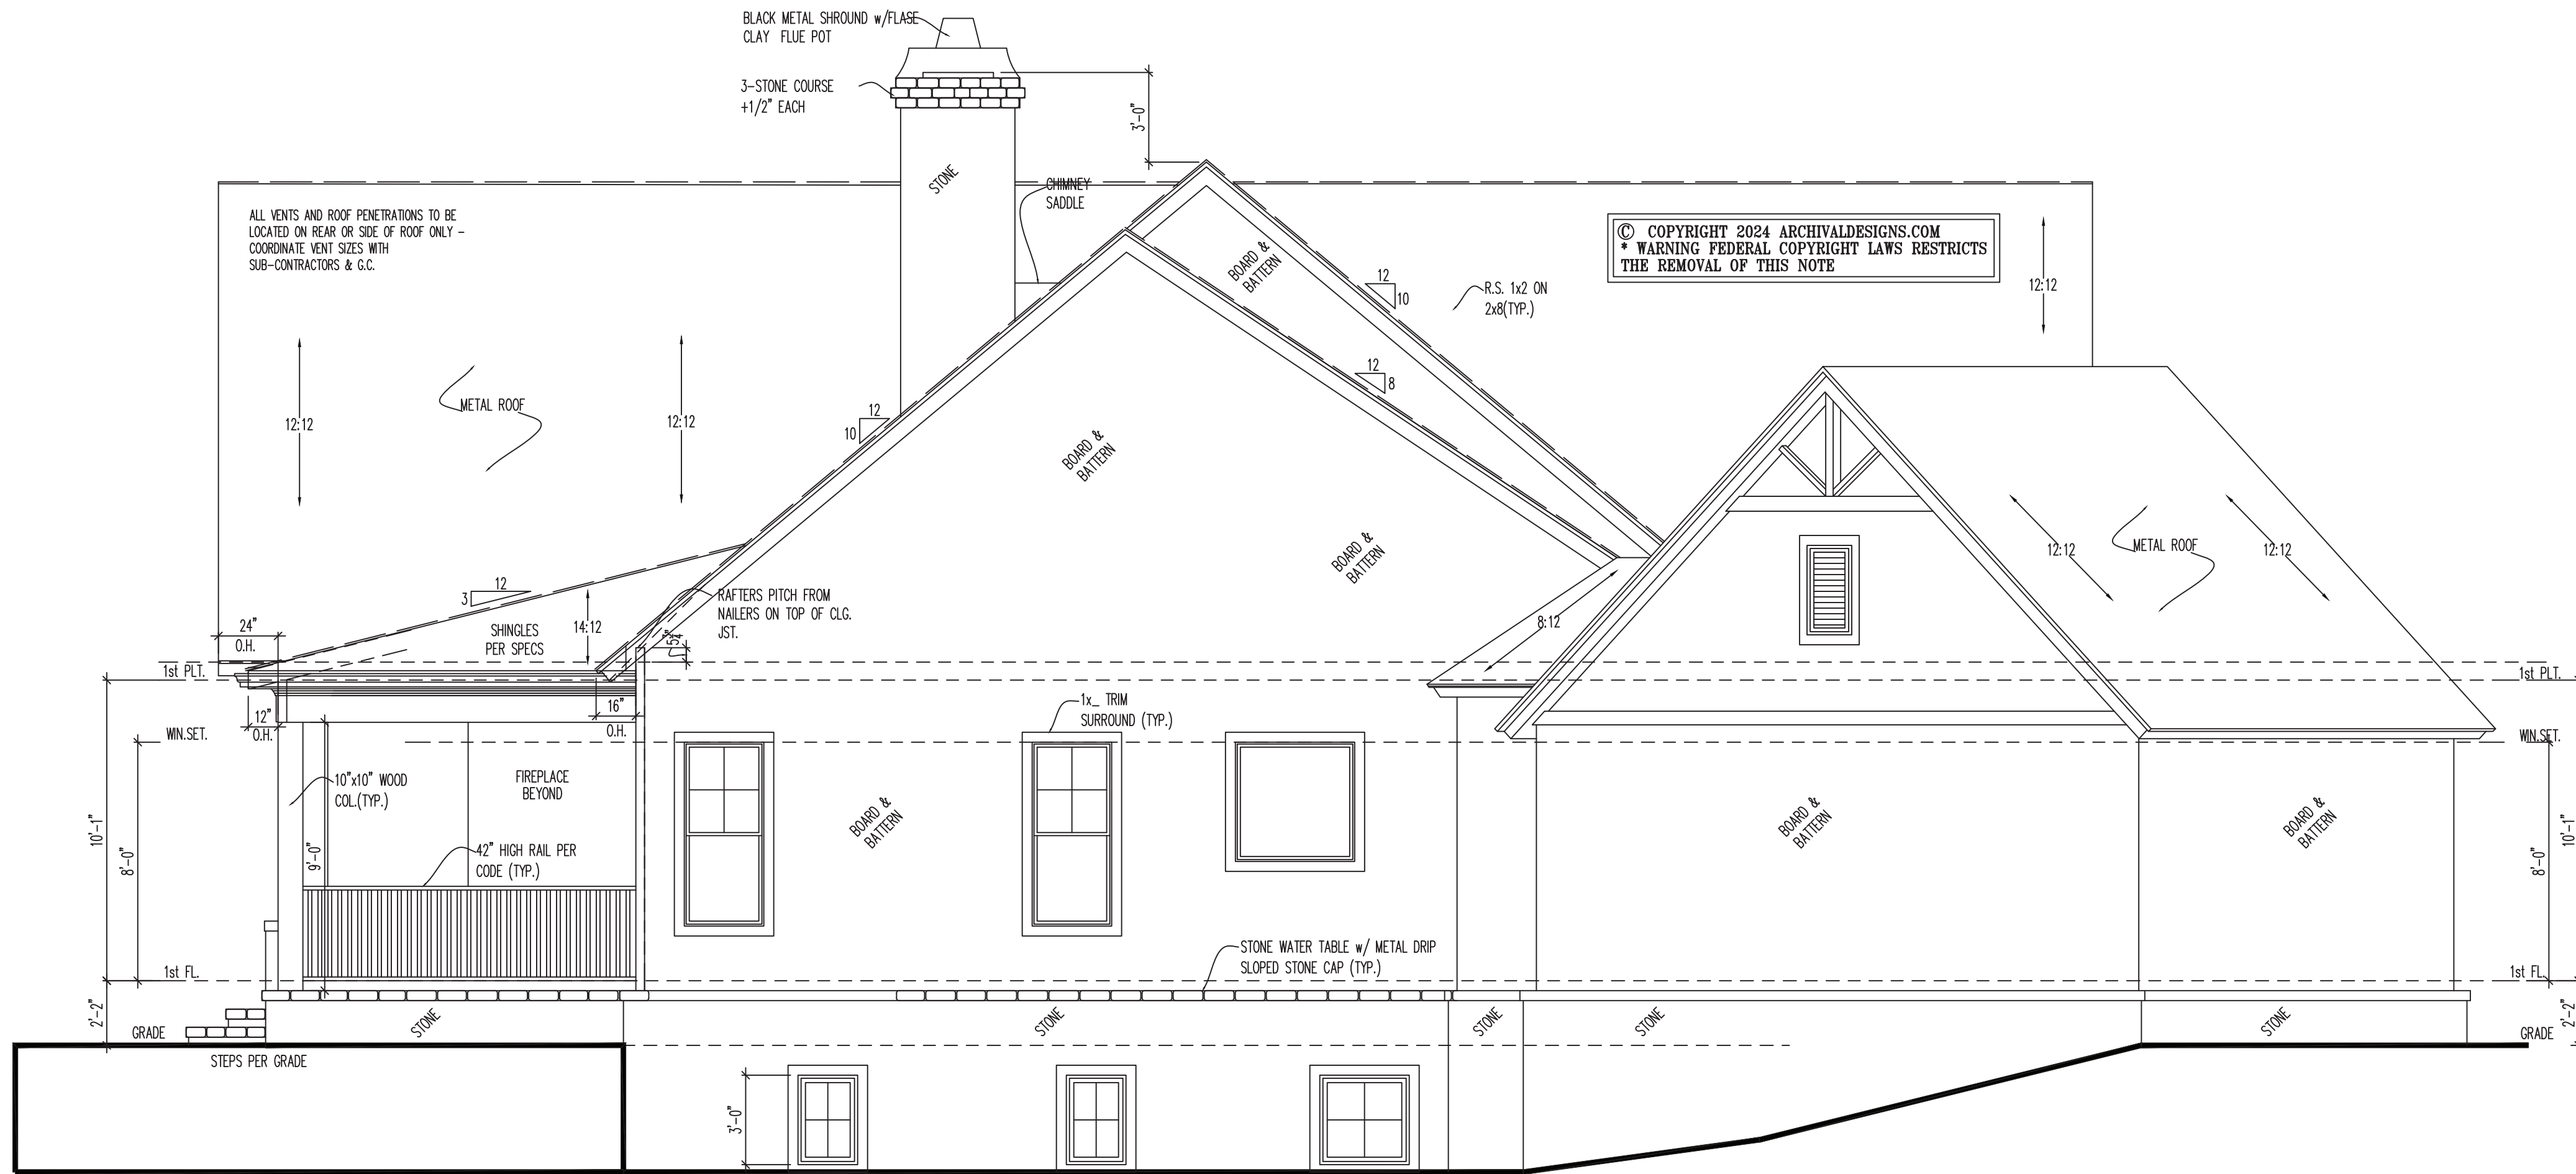 BLACK METAL SHROUND w/FLASE
CLAY FLUE POT
3-STONE COURSE
+1/2" EACH
3'-0"
STONE
CHIMNEY
SADDLE
ALL VENTS AND ROOF PENETRATIONS TO BE
LOCATED ON REAR OR SIDE OF ROOF ONLY -
COORDINATE VENT SIZES WITH
SUB-CONTRACTORS & G.C.
© COPYRIGHT 2024 ARCHIVALDESIGNS.COM
* WARNING FEDERAL COPYRIGHT LAWS RESTRICTS
THE REMOVAL OF THIS NOTE
BOARD &
BATTERN
12
10
R.S. 1x2 ON
2x8(TYP.)
12:12
12
8
METAL ROOF
12:12
12:12
12
10
BOARD &
BATTERN
BOARD &
BATTERN
12:12
METAL ROOF
12:12
12
3
RAFTERS PITCH FROM
NAILERS ON TOP OF CLG.
JST.
24"
O.H.
SHINGLES
PER SPECS
14:12
8:12
1st PLT.
1st PLT.
12"
O.H.
16"
O.H.
1x_ TRIM
SURROUND (TYP.)
WIN.SET.
WIN.SET.
10"x10" WOOD
COL.(TYP.)
FIREPLACE
BEYOND
10'-1"
8'-0"
9'-0"
42" HIGH RAIL PER
CODE (TYP.)
BOARD &
BATTERN
BOARD &
BATTERN
BOARD &
BATTERN
10'-1"
8'-0"
STONE WATER TABLE w/ METAL DRIP
SLOPED STONE CAP (TYP.)
1st FL.
1st FL.
2'-2"
2'-2"
GRADE
STONE
STONE
STONE
STONE
STONE
GRADE
STEPS PER GRADE
3'-0"